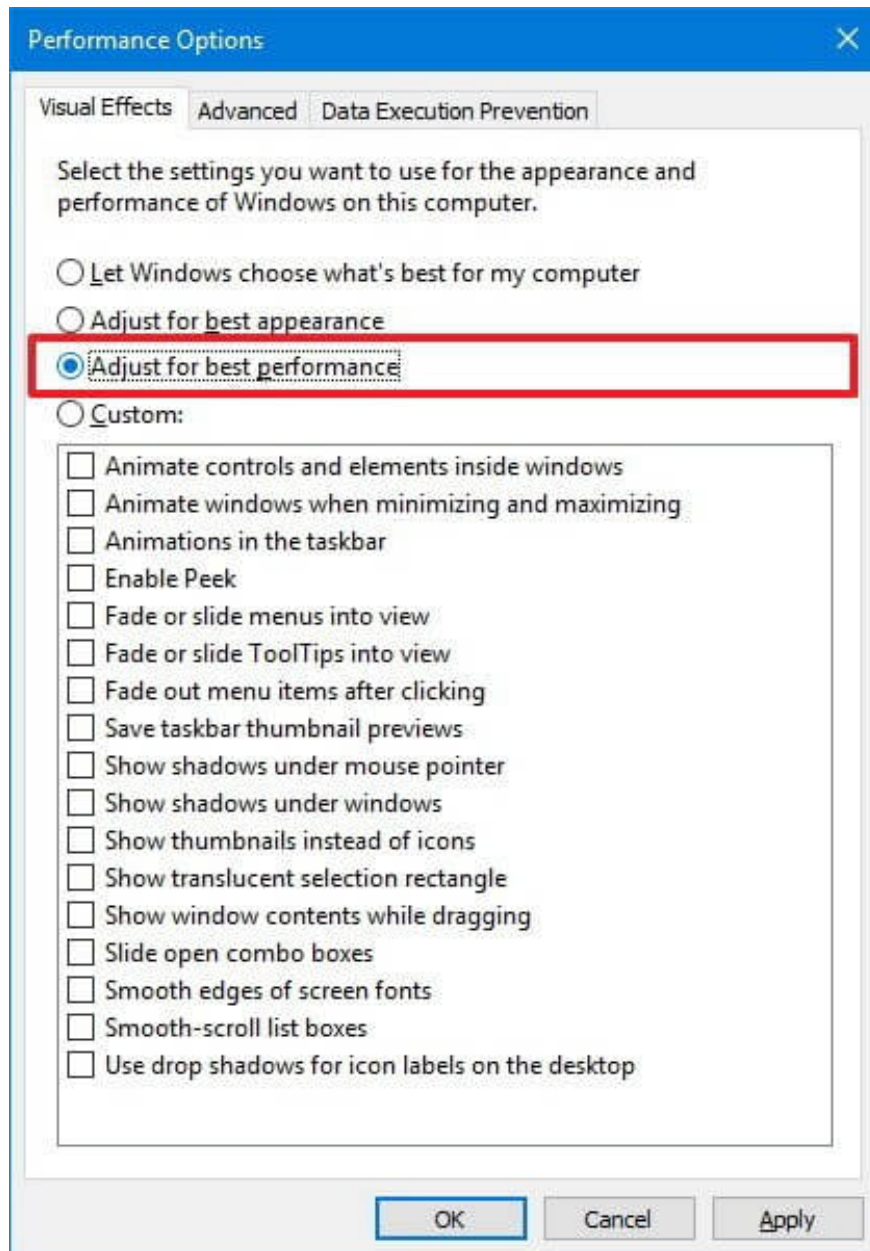 Performance Options
Visual Effects
Advanced
Data Execution Prevention
Select the settings you want to use for the appearance and
performance of Windows on this computer.
Let Windows choose what's best for my computer
Adjust for best appearance
Adjust for best performance
Custom:
Animate controls and elements inside windows
Animate windows when minimizing and maximizing
Animations in the taskbar
Enable Peek
Fade or slide menus into view
Fade or slide ToolTips into view
Fade out menu items after clicking
Save taskbar thumbnail previews
Show shadows under mouse pointer
Show shadows under windows
Show thumbnails instead of icons
Show translucent selection rectangle
Show window contents while dragging
Slide open combo boxes
Smooth edges of screen fonts
Smooth-scroll list boxes
Use drop shadows for icon labels on the desktop
OK
Cancel
Apply